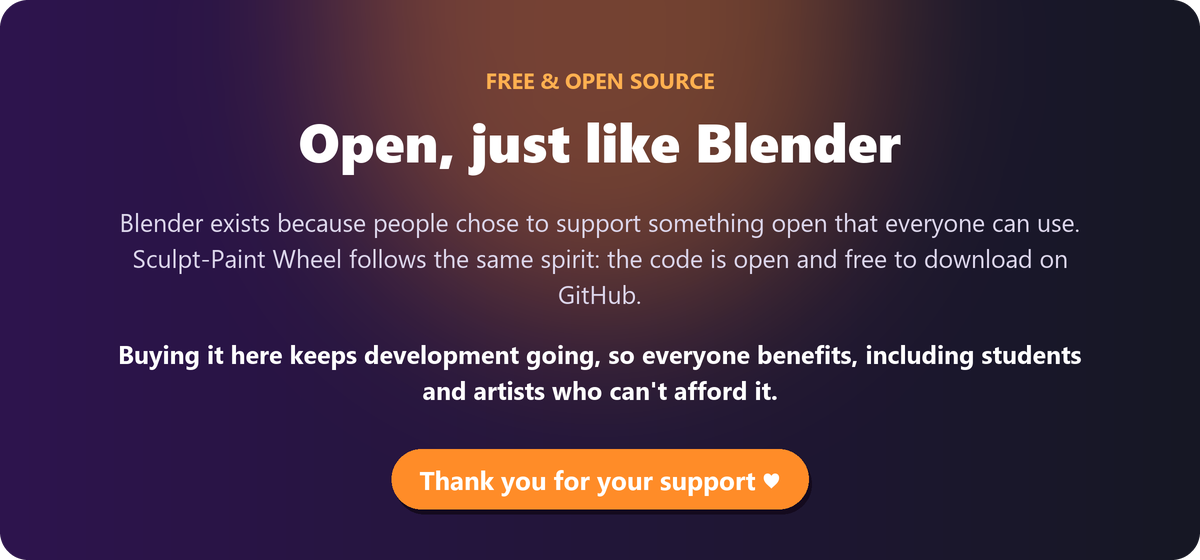 FREE & OPEN SOURCE
Open, just like Blender
Blender exists because people chose to support something open that everyone can use.
Sculpt-Paint Wheel follows the same spirit: the code is open and free to download on
GitHub.
Buying it here keeps development going, so everyone benefits, including students
and artists who can't afford it.
Thank you for your support ♥